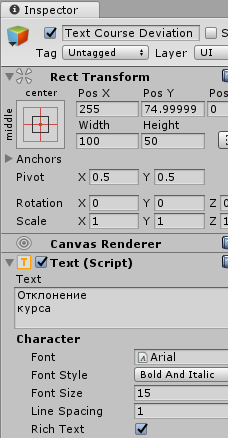 Inspector
Text Course Deviation S
Tag Untagged Layer UI
Rect Transform
center Pos X Pos Y Pos
middle 255 74.99999 0
Width Height
100 50
Anchors
Pivot X 0.5 Y 0.5
Rotation X 0 Y 0 Z 0
Scale X 1 Y 1 Z 1
Canvas Renderer
T Text (Script)
Text
Отклонение
курса
Character
Font Arial
Font Style Bold And Italic
Font Size 15
Line Spacing 1
Rich Text